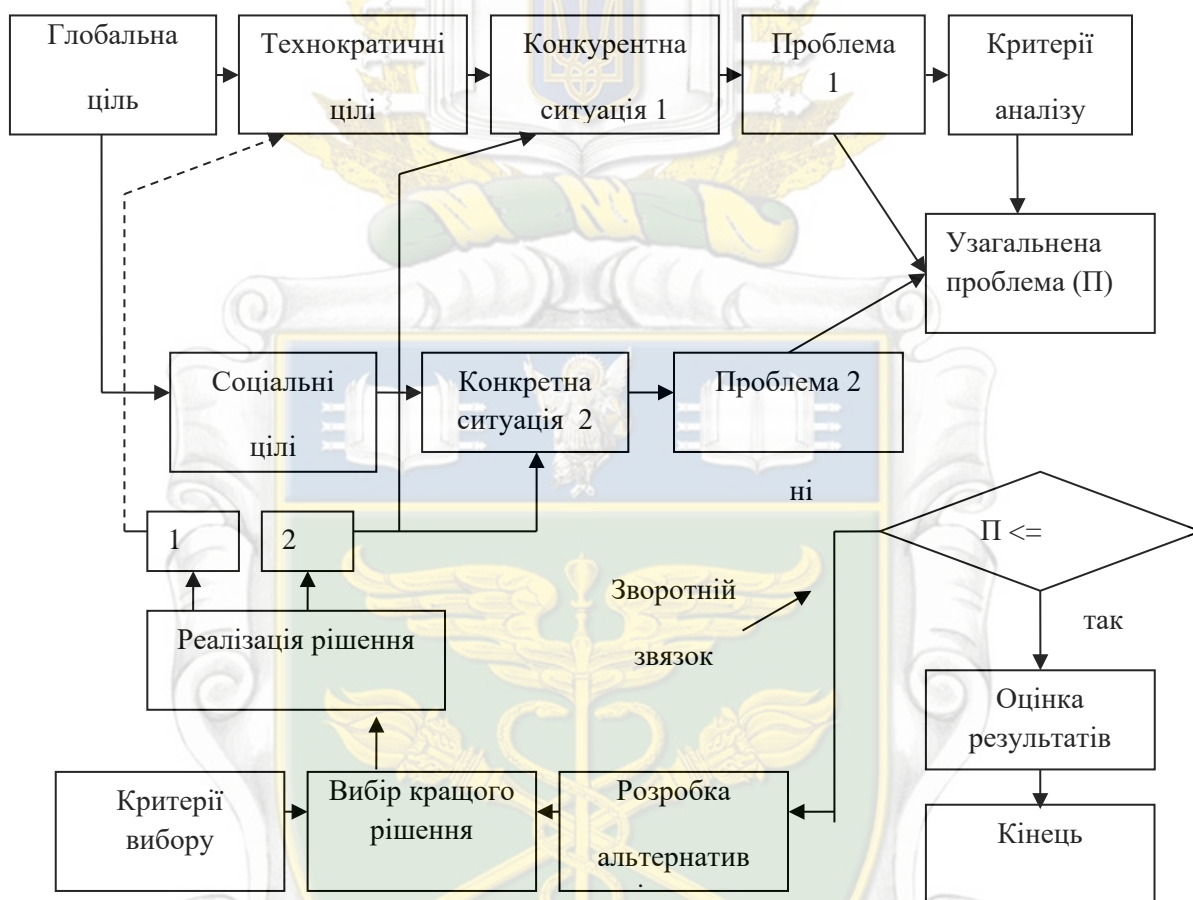 Глобальна
ціль
Технократичні
цілі
Конкурентна
ситуація 1
Проблема
1
Критерії
аналізу
Узагальнена
проблема (П)
Соціальні
цілі
Конкретна
ситуація 2
Проблема 2
ні
1
2
П <=
Зворотній
звязок
так
Реалізація рішення
Оцінка
результатів
Критерії
вибору
Вибір кращого
рішення
Розробка
альтернатив
Кінець